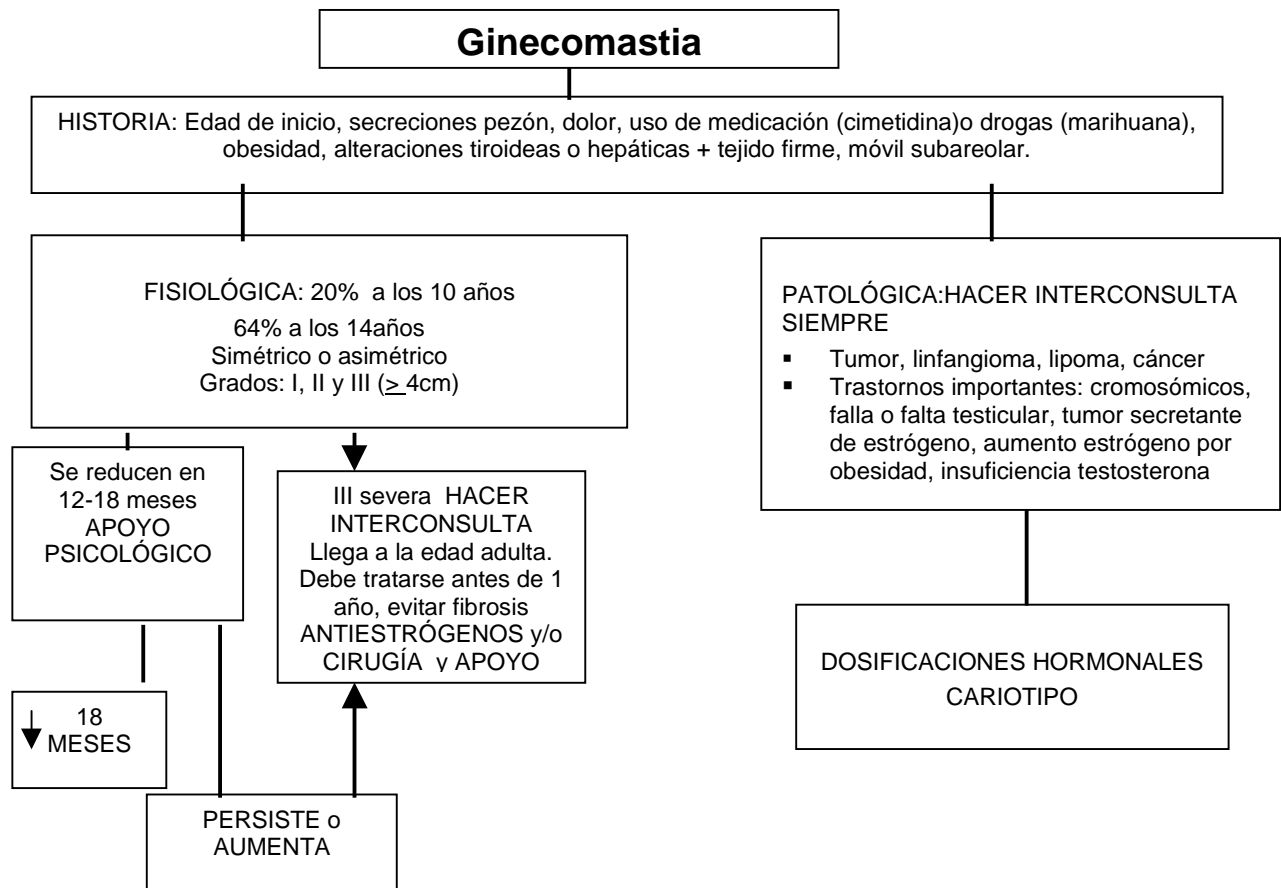 Ginecomastia
HISTORIA: Edad de inicio, secreciones pezón, dolor, uso de medicación (cimetidina)o drogas (marihuana),
obesidad, alteraciones tiroideas o hepáticas + tejido firme, móvil subareolar.
FISIOLÓGICA: 20% a los 10 años
64% a los 14años
Simétrico o asimétrico
Grados: I, II y III (> 4cm)
PATOLÓGICA:HACER INTERCONSULTA
SIEMPRE
▪ Tumor, linfangioma, lipoma, cáncer
▪ Trastornos importantes: cromosómicos,
falla o falta testicular, tumor secretante
de estrógeno, aumento estrógeno por
obesidad, insuficiencia testosterona
Se reducen en
12-18 meses
APOYO
PSICOLÓGICO
III severa HACER
INTERCONSULTA
Llega a la edad adulta.
Debe tratarse antes de 1
año, evitar fibrosis
ANTIESTRÓGENOS y/o
CIRUGÍA y APOYO
DOSIFICACIONES HORMONALES
CARIOTIPO
↓ 18
MESES
PERSISTE o
AUMENTA